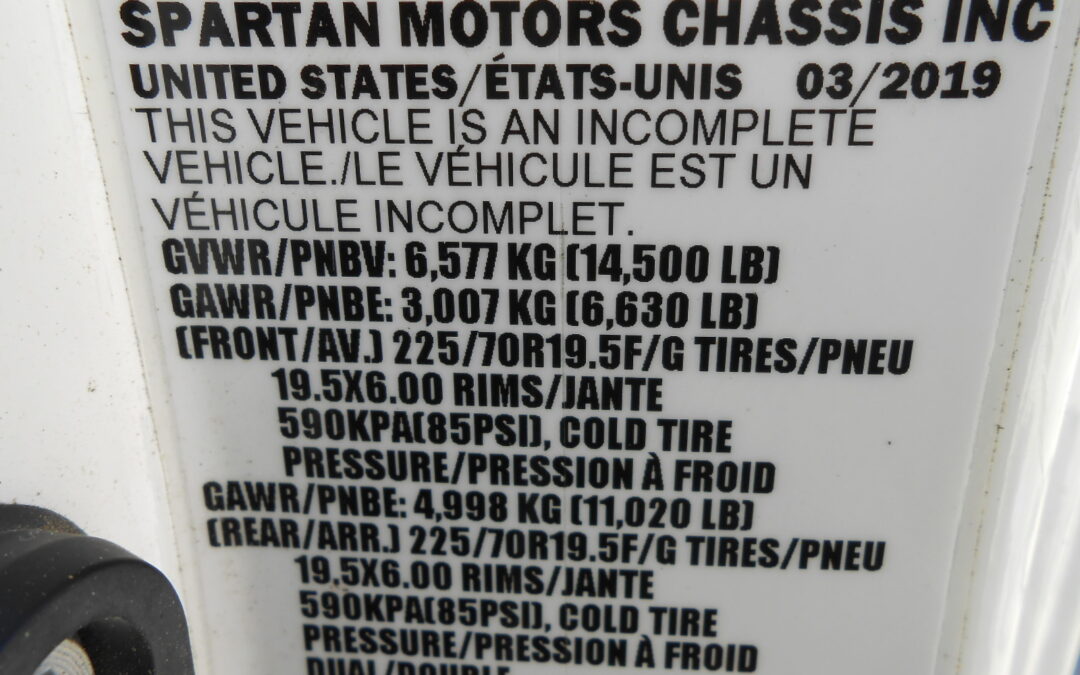 SPARTAN MOTORS CHASSIS INC
UNITED STATES/ÉTATS-UNIS 03/2019
THIS VEHICLE IS AN INCOMPLETE
VEHICLE./LE VÉHICULE EST UN
VÉHICULE INCOMPLET.
GVWR/PNBV: 6,577 KG (14,500 LB)
GAWR/PNBE: 3,007 KG (6,630 LB)
(FRONT/AV.) 225/70R19.5F/G TIRES/PNEU
19.5X6.00 RIMS/JANTE
590KPA(85PSI), COLD TIRE
PRESSURE/PRESSION À FROID
GAWR/PNBE: 4,998 KG (11,020 LB)
(REAR/ARR.) 225/70R19.5F/G TIRES/PNEU
19.5X6.00 RIMS/JANTE
590KPA(85PSI), COLD TIRE
PRESSURE/PRESSION À FROID
DUAL/DOUBLE